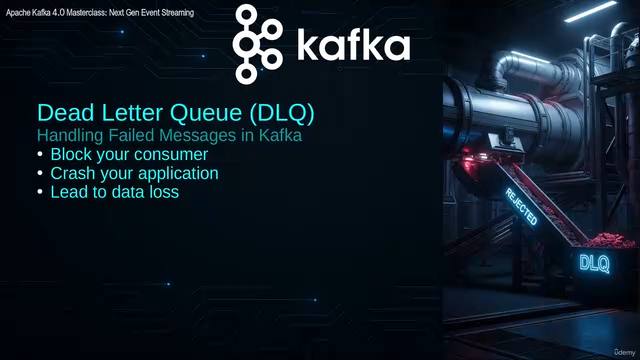 Apache Kafka 4.0 Masterclass: Next Gen Event Streaming
kafka
Dead Letter Queue (DLQ)
Handling Failed Messages in Kafka
• Block your consumer
• Crash your application
• Lead to data loss
REJECTED
DLQ
ûdemy